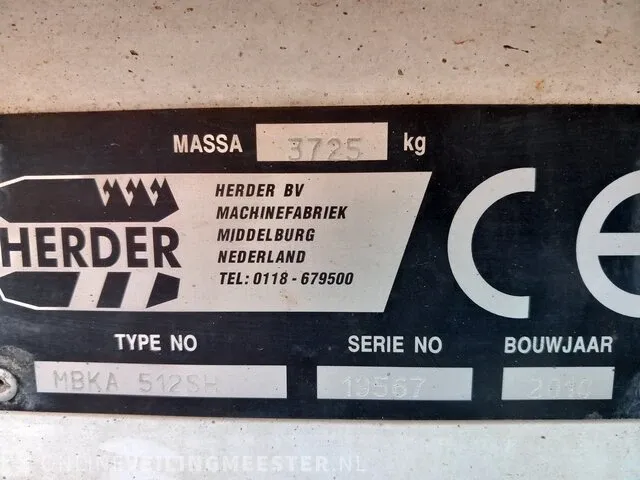 MASSA 3725 kg
HERDER
HERDER BV
MACHINEFABRIEK
MIDDELBURG
NEDERLAND
TEL: 0118 - 679500
CE
TYPE NO SERIE NO BOUWJAAR
MBKA 512SH 19567 2010
ONLINEVEILINGMEESTER.NL